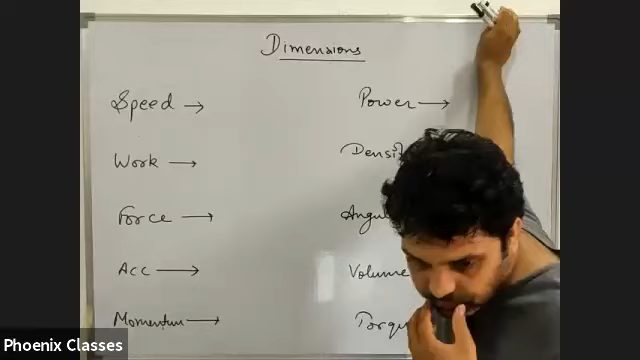 Dimensions
Speed →
Work →
Force →
Acc →
Momentum →
Power →
Volume
Phoenix Classes